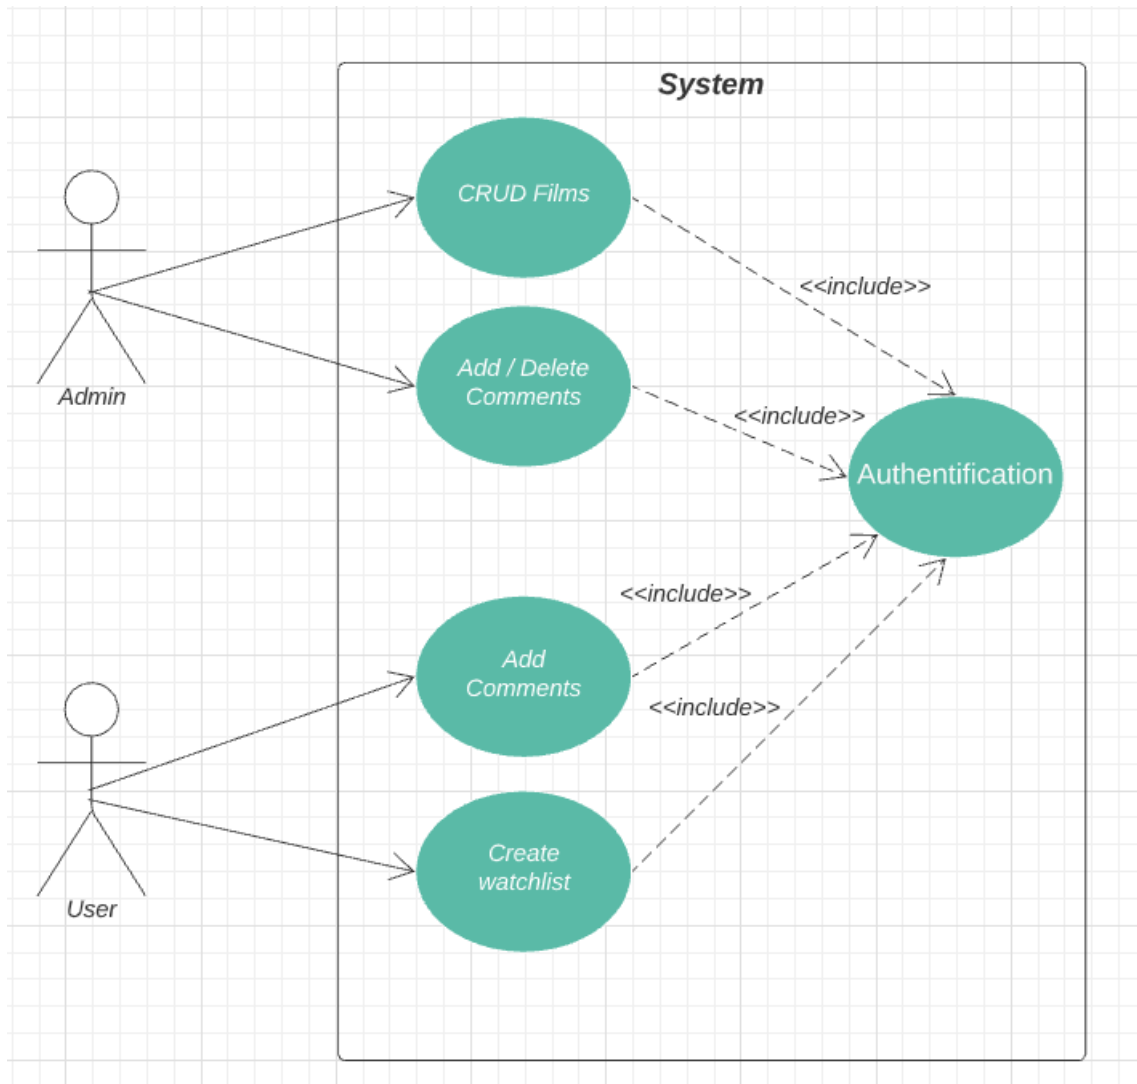 System
CRUD Films
<<include>>
Add / Delete
Comments
Admin
<<include>>
Authentification
<<include>>
Add
Comments
<<include>>
Create
watchlist
User